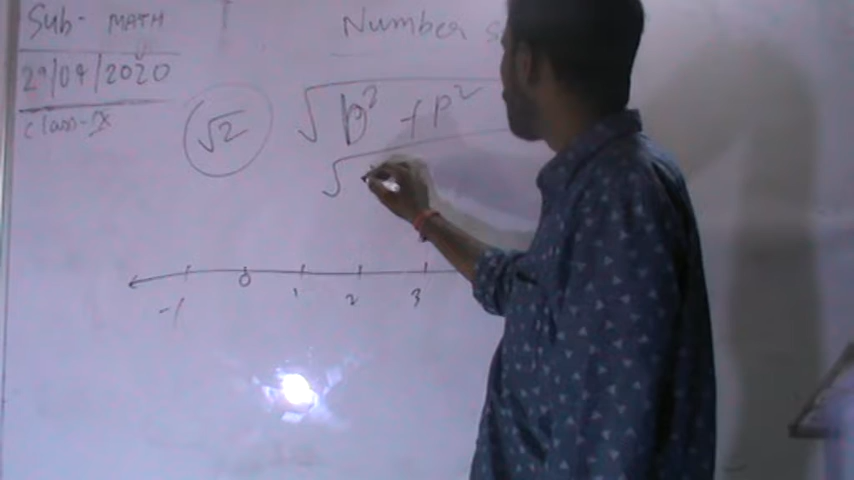 Sub- MATH
Number
29/04/2020
class-IX
√2
√b² + p²
√
-1 0 1 2 3